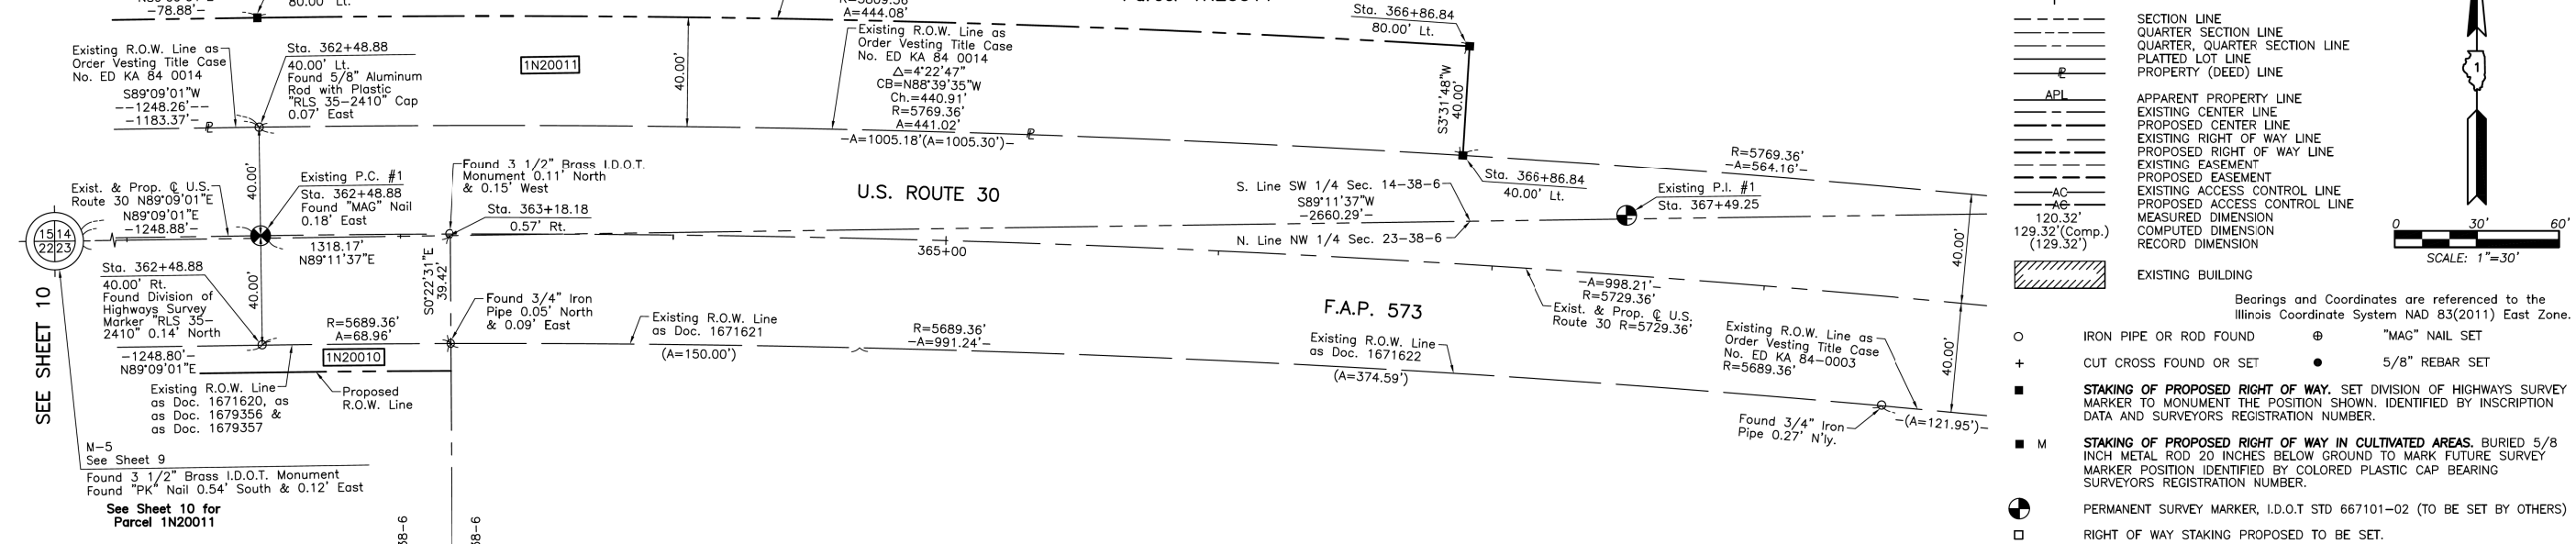 -78.88'-
80.00' Lt.
A=444.08'
Existing R.O.W. Line as
Order Vesting Title Case
No. ED KA 84 0014
S89°09'01"W
--1248.26'--
-1183.37'-
Sta. 362+48.88
40.00' Lt.
Found 5/8" Aluminum
Rod with Plastic
"RLS 35-2410" Cap
0.07' East
1N20011
40.00'
Existing R.O.W. Line as
Order Vesting Title Case
No. ED KA 84 0014
Δ=4°22'47"
CB=N88°39'35"W
Ch.=440.91'
R=5769.36'
A=441.02'
-A=1005.18'(A=1005.30')-
Sta. 366+86.84
80.00' Lt.
S3°31'48"W
40.00'
Sta. 366+86.84
40.00' Lt.
R=5769.36'
-A=564.16'-
Exist. & Prop. ℄ U.S.
Route 30 N89°09'01"E
N89°09'01"E
-1248.88'-
15 14
22 23
40.00'
Existing P.C. #1
Sta. 362+48.88
Found "MAG" Nail
0.18' East
1318.17'
N89°11'37"E
Found 3 1/2" Brass I.D.O.T.
Monument 0.11' North
& 0.15' West
Sta. 363+18.18
0.57' Rt.
U.S. ROUTE 30
365+00
S. Line SW 1/4 Sec. 14-38-6
S89°11'37"W
-2660.29'-
N. Line NW 1/4 Sec. 23-38-6
Existing P.I. #1
Sta. 367+49.25
40.00'
40.00'
SEE SHEET 10
Sta. 362+48.88
40.00' Rt.
Found Division of
Highways Survey
Marker "RLS 35-
2410" 0.14' North
40.00'
S0°22'31"E
39.42'
Found 3/4" Iron
Pipe 0.05' North
& 0.09' East
R=5689.36'
A=68.96'
1N20010
-1248.80'-
N89°09'01"E
Existing R.O.W. Line
as Doc. 1671620, as
as Doc. 1679356 &
as Doc. 1679357
Proposed
R.O.W. Line
Existing R.O.W. Line
as Doc. 1671621
(A=150.00')
R=5689.36'
-A=991.24'-
F.A.P. 573
Existing R.O.W. Line
as Doc. 1671622
(A=374.59')
-A=998.21'-
R=5729.36'
Exist. & Prop. ℄ U.S.
Route 30 R=5729.36'
Existing R.O.W. Line as
Order Vesting Title Case
No. ED KA 84-0003
R=5689.36'
Found 3/4" Iron
Pipe 0.27' N'ly.
-(A=121.95')-
M-5
See Sheet 9
Found 3 1/2" Brass I.D.O.T. Monument
Found "PK" Nail 0.54' South & 0.12' East
See Sheet 10 for
Parcel 1N20011
38-6
38-6
SECTION LINE
QUARTER SECTION LINE
QUARTER, QUARTER SECTION LINE
PLATTED LOT LINE
PROPERTY (DEED) LINE
APL APPARENT PROPERTY LINE
EXISTING CENTER LINE
PROPOSED CENTER LINE
EXISTING RIGHT OF WAY LINE
PROPOSED RIGHT OF WAY LINE
EXISTING EASEMENT
PROPOSED EASEMENT
AC EXISTING ACCESS CONTROL LINE
AC PROPOSED ACCESS CONTROL LINE
120.32' MEASURED DIMENSION
129.32'(Comp.) COMPUTED DIMENSION
(129.32') RECORD DIMENSION
EXISTING BUILDING
1
0 30' 60'
SCALE: 1"=30'
Bearings and Coordinates are referenced to the
Illinois Coordinate System NAD 83(2011) East Zone.
IRON PIPE OR ROD FOUND
"MAG" NAIL SET
CUT CROSS FOUND OR SET
5/8" REBAR SET
STAKING OF PROPOSED RIGHT OF WAY. SET DIVISION OF HIGHWAYS SURVEY
MARKER TO MONUMENT THE POSITION SHOWN. IDENTIFIED BY INSCRIPTION
DATA AND SURVEYORS REGISTRATION NUMBER.
M STAKING OF PROPOSED RIGHT OF WAY IN CULTIVATED AREAS. BURIED 5/8
INCH METAL ROD 20 INCHES BELOW GROUND TO MARK FUTURE SURVEY
MARKER POSITION IDENTIFIED BY COLORED PLASTIC CAP BEARING
SURVEYORS REGISTRATION NUMBER.
PERMANENT SURVEY MARKER, I.D.O.T STD 667101-02 (TO BE SET BY OTHERS)
RIGHT OF WAY STAKING PROPOSED TO BE SET.